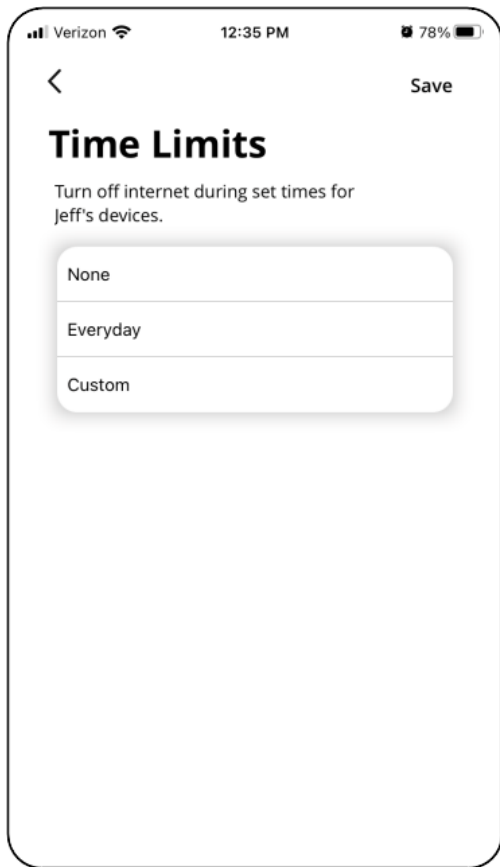 Verizon 12:35 PM 78%
Save
Time Limits
Turn off internet during set times for
Jeff's devices.
None
Everyday
Custom